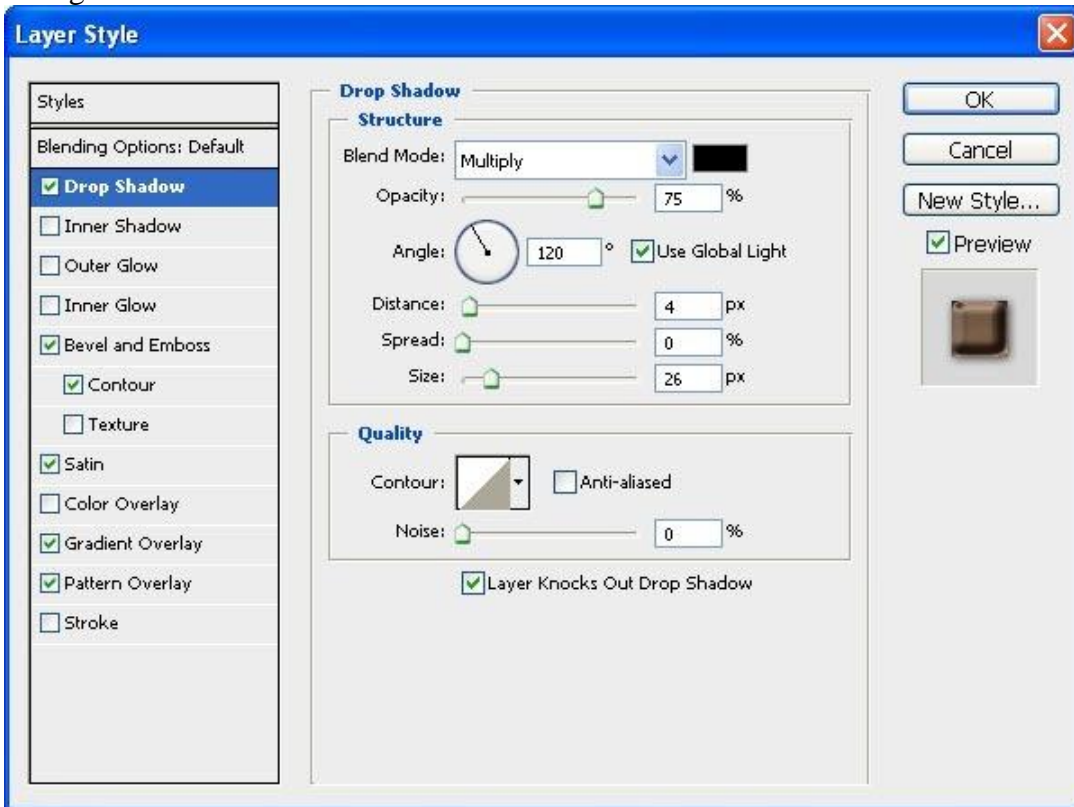 Layer Style
Styles
Blending Options: Default
Drop Shadow
Inner Shadow
Outer Glow
Inner Glow
Bevel and Emboss
Contour
Texture
Satin
Color Overlay
Gradient Overlay
Pattern Overlay
Stroke
Drop Shadow
Structure
Blend Mode: Multiply
Opacity: 75 %
Angle: 120 ° Use Global Light
Distance: 4 px
Spread: 0 %
Size: 26 px
Quality
Contour: Anti-aliased
Noise: 0 %
Layer Knocks Out Drop Shadow
OK
Cancel
New Style...
Preview